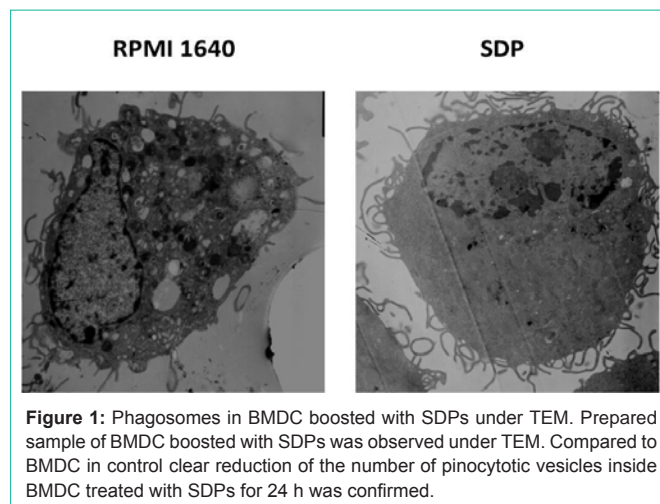 RPMI 1640
SDP
Figure 1: Phagosomes in BMDC boosted with SDPs under TEM. Prepared
sample of BMDC boosted with SDPs was observed under TEM. Compared to
BMDC in control clear reduction of the number of pinocytotic vesicles inside
BMDC treated with SDPs for 24 h was confirmed.